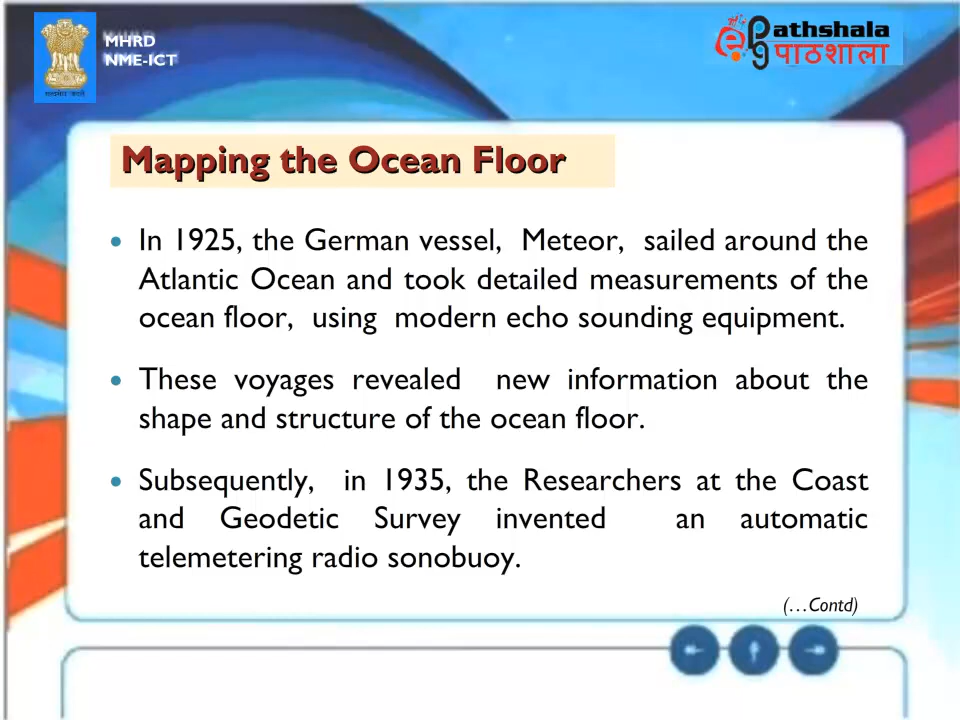 MHRD
NME-ICT
ePathshala
पाठशाला
Mapping the Ocean Floor
• In 1925, the German vessel, Meteor, sailed around the
Atlantic Ocean and took detailed measurements of the
ocean floor, using modern echo sounding equipment.
• These voyages revealed new information about the
shape and structure of the ocean floor.
• Subsequently, in 1935, the Researchers at the Coast
and Geodetic Survey invented an automatic
telemetering radio sonobuoy.
(…Contd)